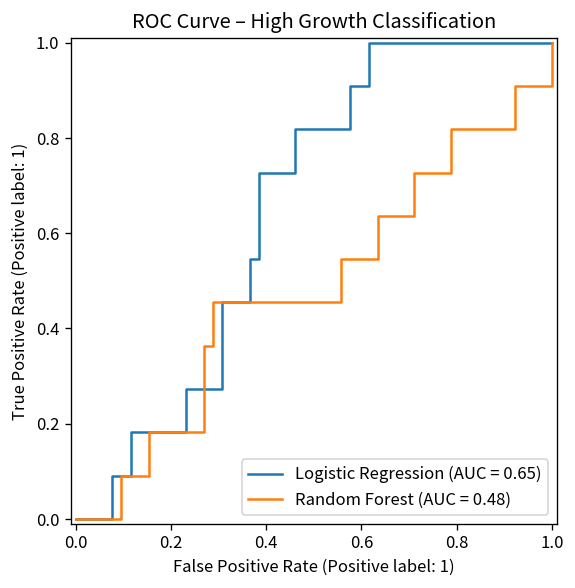 ROC Curve – High Growth Classification
True Positive Rate (Positive label: 1)
1.0
0.8
0.6
0.4
0.2
0.0
Logistic Regression (AUC = 0.65)
Random Forest (AUC = 0.48)
0.0 0.2 0.4 0.6 0.8 1.0
False Positive Rate (Positive label: 1)